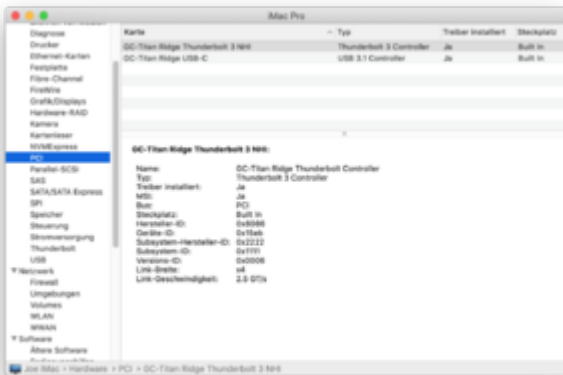 iMac Pro
Diagnose
Drucker
Ethernet-Karten
Festplatte
Fibre-Channel
FireWire
Grafik/Displays
Hardware-RAID
Kamera
Kartenleser
NVMExpress
PCI
Parallel-SCSI
SAS
SATA/SATA Express
SPI
Speicher
Steuerung
Stromversorgung
Thunderbolt
USB
Netzwerk
Firewall
Umgebungen
Volumes
WLAN
WWAN
Software
Ältere Software
Karte Typ Treiber installiert Steckplatz
GC-Titan Ridge Thunderbolt 3 NHI Thunderbolt 3 Controller Ja Built In
GC-Titan Ridge USB-C USB 3.1 Controller Ja Built In
GC-Titan Ridge Thunderbolt 3 NHI:
Name: GC-Titan Ridge Thunderbolt Controller
Typ: Thunderbolt 3 Controller
Treiber installiert: Ja
MSI: Ja
Bus: PCI
Steckplatz: Built In
Hersteller-ID: 0x8086
Geräte-ID: 0x15eb
Subsystem-Hersteller-ID: 0x2222
Subsystem-ID: 0x1111
Versions-ID: 0x0006
Link-Breite: x4
Link-Geschwindigkeit: 2.5 GT/s
Joe iMac › Hardware › PCI › GC-Titan Ridge Thunderbolt 3 NHI